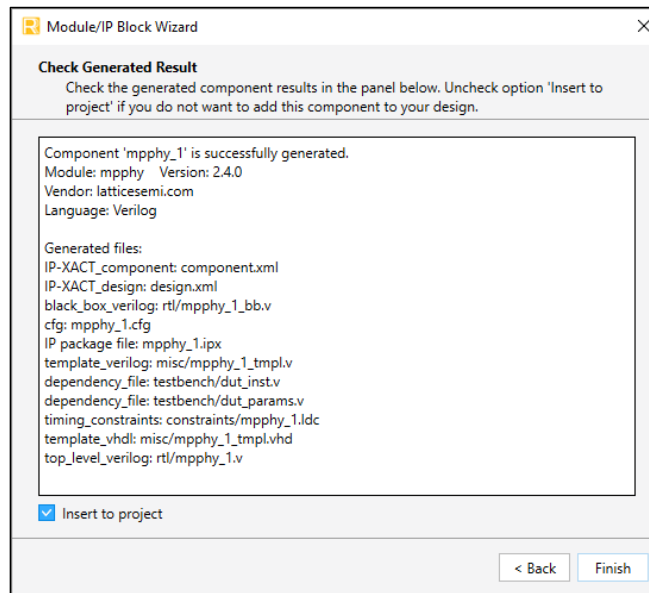 Module/IP Block Wizard
Check Generated Result
Check the generated component results in the panel below. Uncheck option 'Insert to
project' if you do not want to add this component to your design.
Component 'mpphy_1' is successfully generated.
Module: mpphy    Version: 2.4.0
Vendor: latticesemi.com
Language: Verilog
Generated files:
IP-XACT_component: component.xml
IP-XACT_design: design.xml
black_box_verilog: rtl/mpphy_1_bb.v
cfg: mpphy_1.cfg
IP package file: mpphy_1.ipx
template_verilog: misc/mpphy_1_tmpl.v
dependency_file: testbench/dut_inst.v
dependency_file: testbench/dut_params.v
timing_constraints: constraints/mpphy_1.ldc
template_vhdl: misc/mpphy_1_tmpl.vhd
top_level_verilog: rtl/mpphy_1.v
Insert to project
< Back
Finish